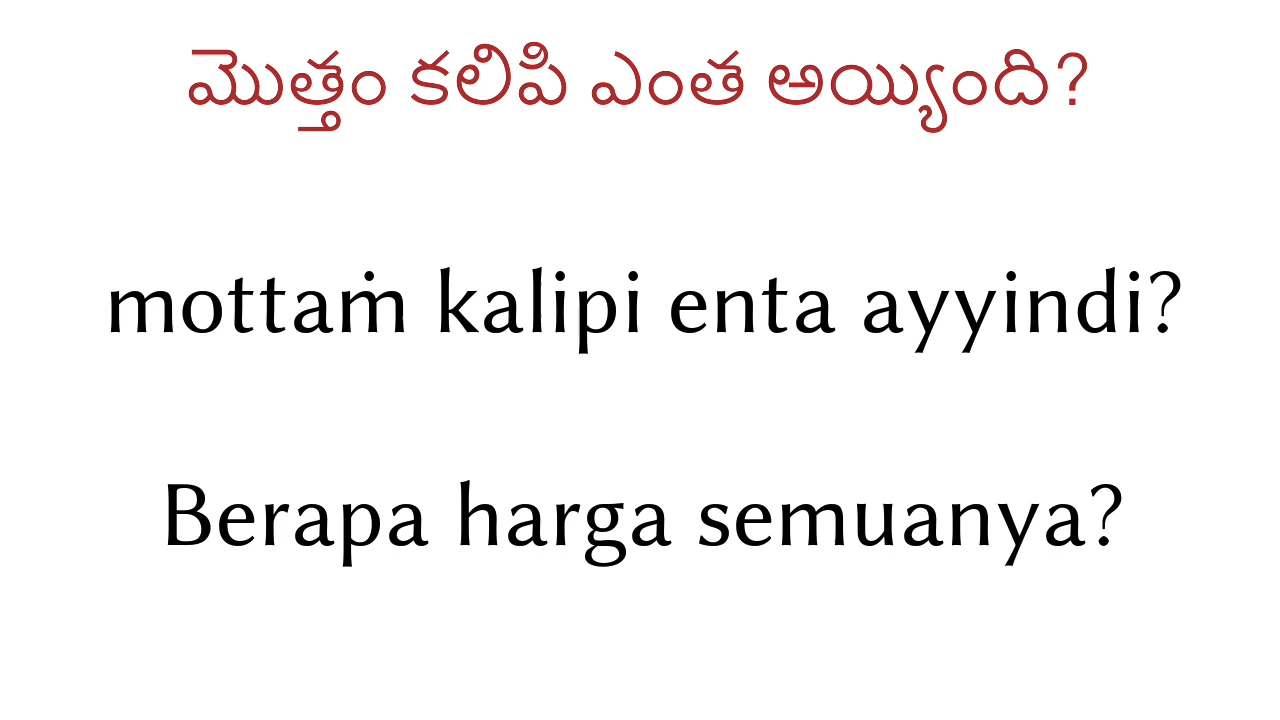 మొత్తం కలిపి ఎంత అయ్యింది?
mottaṁ kalipi enta ayyindi?
Berapa harga semuanya?